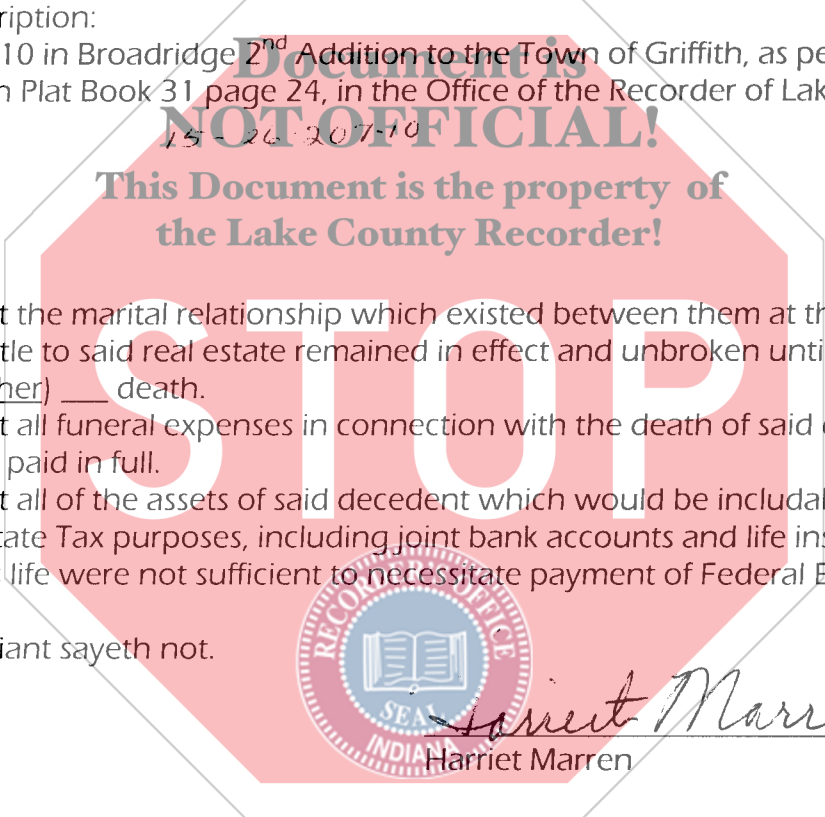 ription:
10 in Broadridge 2nd Addition to the Town of Griffith, as pe
n Plat Book 31 page 24, in the Office of the Recorder of Lak
15-26-207-10
Document is
NOT OFFICIAL!
This Document is the property of
the Lake County Recorder!
STOP
t the marital relationship which existed between them at th
tle to said real estate remained in effect and unbroken unti
her) ___ death.
t all funeral expenses in connection with the death of said
paid in full.
t all of the assets of said decedent which would be includa
tate Tax purposes, including joint bank accounts and life ins
life were not sufficient to necessitate payment of Federal E
iant sayeth not.
RECORDER'S OFFICE
SEAL
INDIANA
Harriet Marr
Harriet Marren